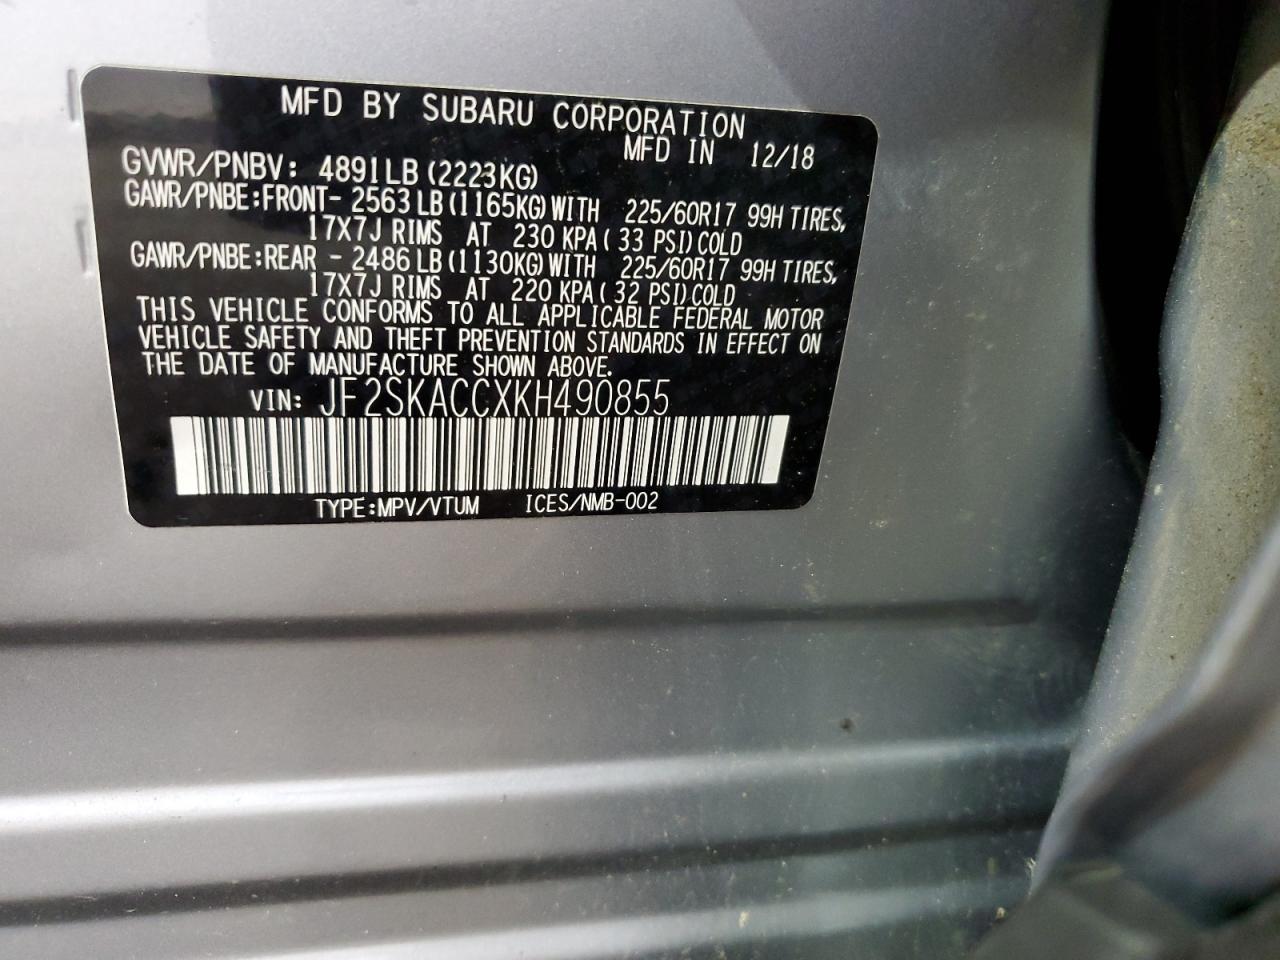 MFD BY SUBARU CORPORATION
MFD IN 12/18
GVWR/PNBV: 4891LB (2223KG)
GAWR/PNBE:FRONT- 2563 LB (1165KG) WITH 225/60R17 99H TIRES,
17X7J RIMS AT 230 KPA ( 33 PSI) COLD
GAWR/PNBE:REAR - 2486 LB (1130KG) WITH 225/60R17 99H TIRES,
17X7J RIMS AT 220 KPA ( 32 PSI) COLD
THIS VEHICLE CONFORMS TO ALL APPLICABLE FEDERAL MOTOR
VEHICLE SAFETY AND THEFT PREVENTION STANDARDS IN EFFECT ON
THE DATE OF MANUFACTURE SHOWN ABOVE.
VIN: JF2SKACCXKH490855
TYPE:MPV/VTUM ICES/NMB-002